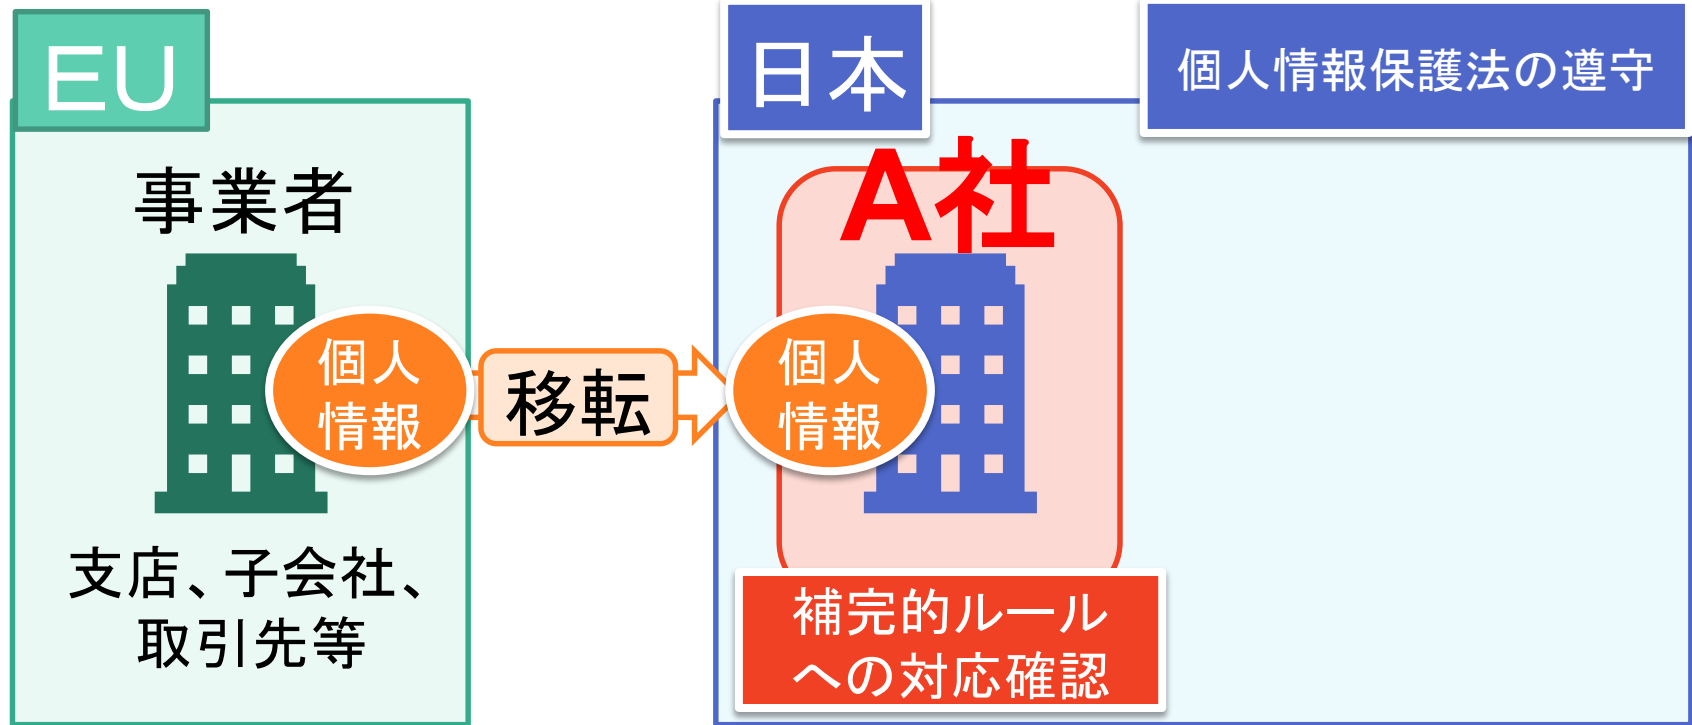 EU
事業者
個人
情報
支店、子会社、
取引先等
移転
日本
個人情報保護法の遵守
A社
個人
情報
補完的ルール
への対応確認